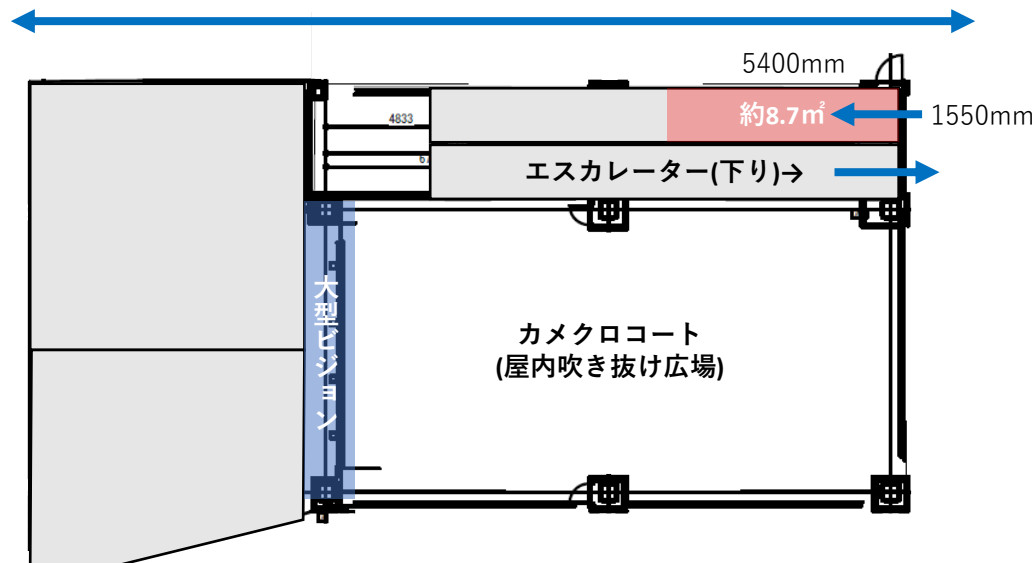 5400mm
約8.7㎡
1550mm
4833
エスカレーター(下り)→
大型ビジョン
カメクロコート
(屋内吹き抜け広場)